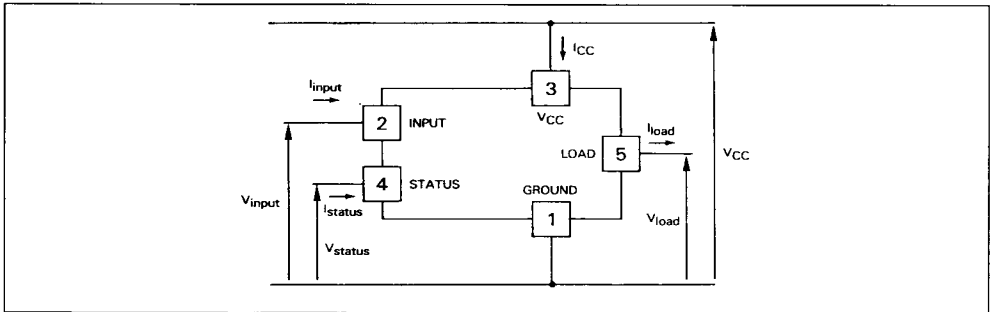 ICC
Iinput
3
VCC
2 INPUT
Iload
LOAD 5
VCC
4 STATUS
GROUND
Vinput
Istatus
1
Vload
Vstatus